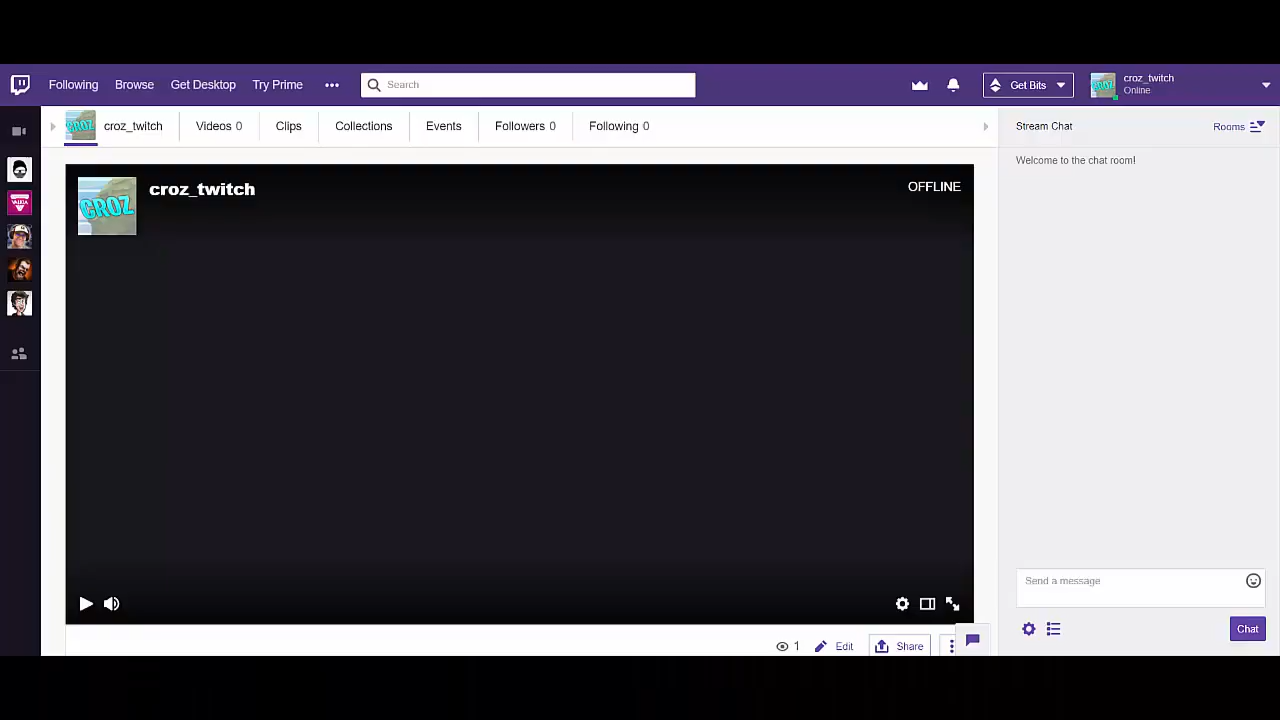 Following Browse Get Desktop Try Prime ••• Search Get Bits croz_twitch
Online
CROZ croz_twitch Videos 0 Clips Collections Events Followers 0 Following 0 Stream Chat Rooms
Welcome to the chat room!
CROZ croz_twitch OFFLINE
Send a message
Chat
1 Edit Share